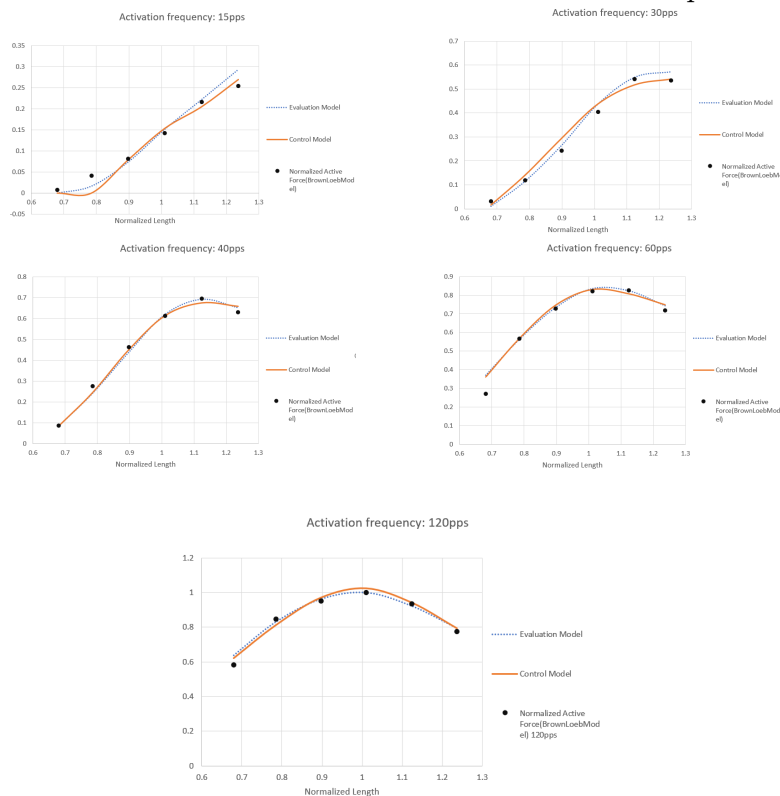 Activation frequency: 15pps
0.35
0.3
0.25
0.2
0.15
0.1
0.05
0
-0.05
0.6 0.7 0.8 0.9 1 1.1 1.2 1.3
Normalized Length
Evaluation Model
Control Model
Normalized Active
Force(BrownLoebMod
el)
Activation frequency: 30pps
0.7
0.6
0.5
0.4
0.3
0.2
0.1
0
0.6 0.7 0.8 0.9 1 1.1 1.2 1.3
Normalized Length
Evaluation Model
Control Model
Normalized Active
Force(BrownLoebM
el)
Activation frequency: 40pps
0.8
0.7
0.6
0.5
0.4
0.3
0.2
0.1
0
0.6 0.7 0.8 0.9 1 1.1 1.2 1.3
Normalized Length
Evaluation Model
Control Model
Normalized Active
Force(BrownLoebMod
el)
Activation frequency: 60pps
0.9
0.8
0.7
0.6
0.5
0.4
0.3
0.2
0.1
0
0.6 0.7 0.8 0.9 1 1.1 1.2 1.3
Normalized Length
Evaluation Model
Control Model
Normalized Active
Force(BrownLoebMod
el)
Activation frequency: 120pps
1.2
1
0.8
0.6
0.4
0.2
0
0.6 0.7 0.8 0.9 1 1.1 1.2 1.3
Normalized Length
Evaluation Model
Control Model
Normalized Active
Force(BrownLoebMod
el) 120pps